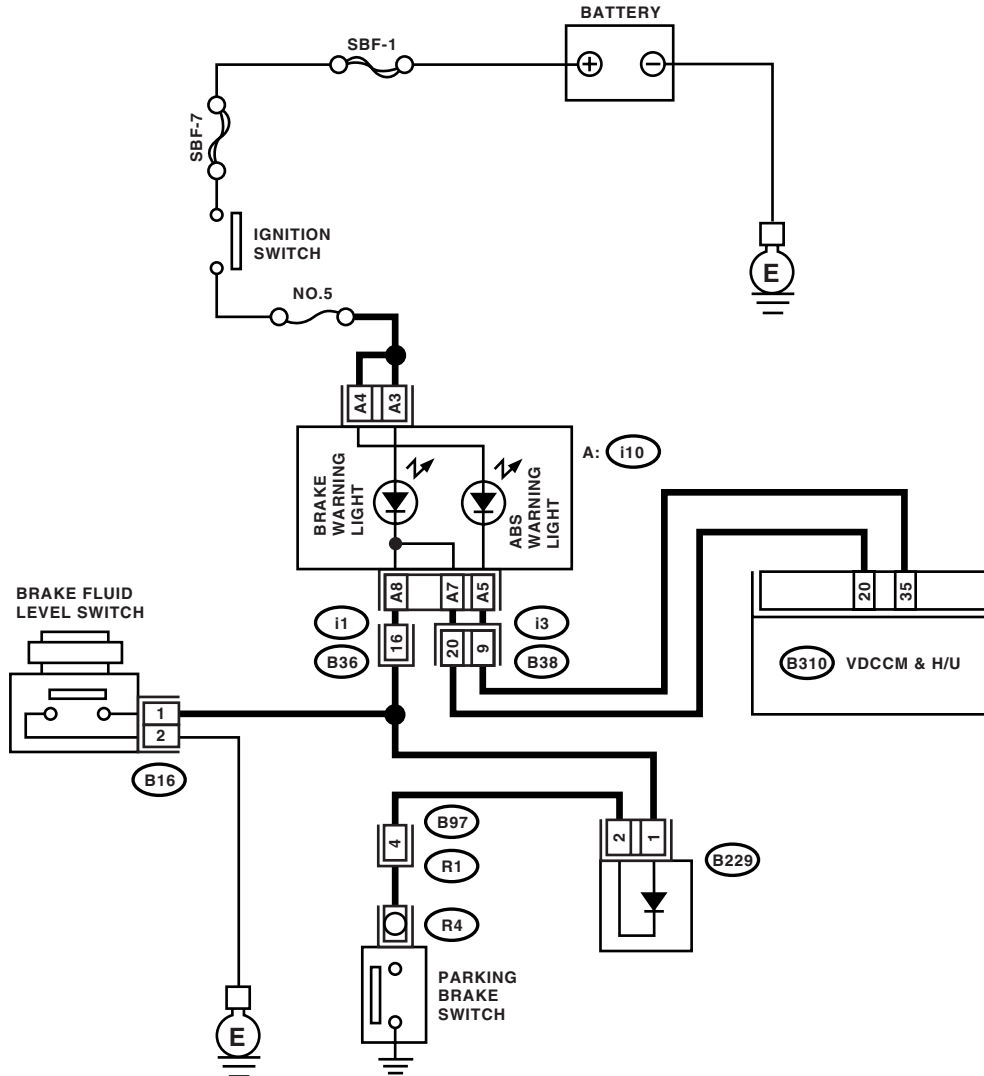 BATTERY
SBF-1
SBF-7
IGNITION
SWITCH
E
NO.5
A4
A3
A: i10
BRAKE
WARNING
LIGHT
ABS
WARNING
LIGHT
A8
A7
A5
20
35
BRAKE FLUID
LEVEL SWITCH
i1
16
20
9
i3
B36
B38
B310 VDCCM & H/U
1
2
B16
B97
4
2
1
R1
B229
R4
PARKING
BRAKE
SWITCH
E